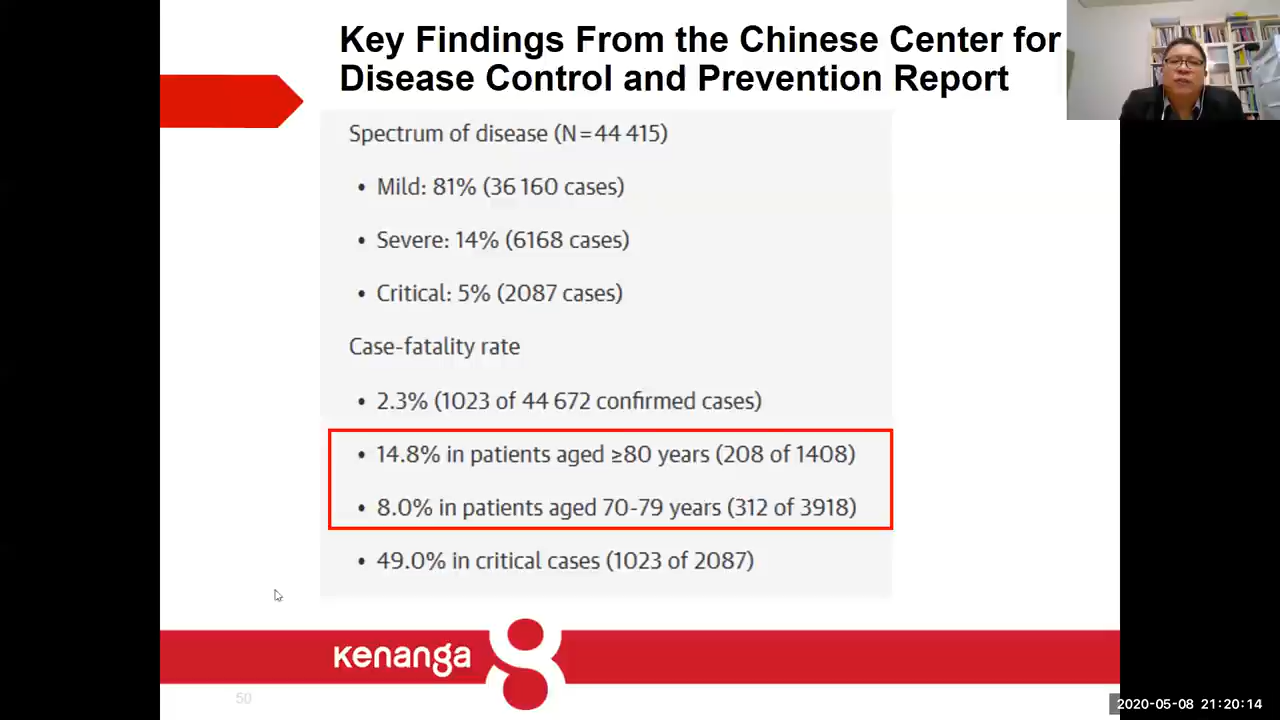 Key Findings From the Chinese Center for
Disease Control and Prevention Report
Spectrum of disease (N=44 415)
• Mild: 81% (36 160 cases)
• Severe: 14% (6168 cases)
• Critical: 5% (2087 cases)
Case-fatality rate
• 2.3% (1023 of 44 672 confirmed cases)
• 14.8% in patients aged ≥80 years (208 of 1408)
• 8.0% in patients aged 70-79 years (312 of 3918)
• 49.0% in critical cases (1023 of 2087)
kenanga
50
2020-05-08 21:20:14